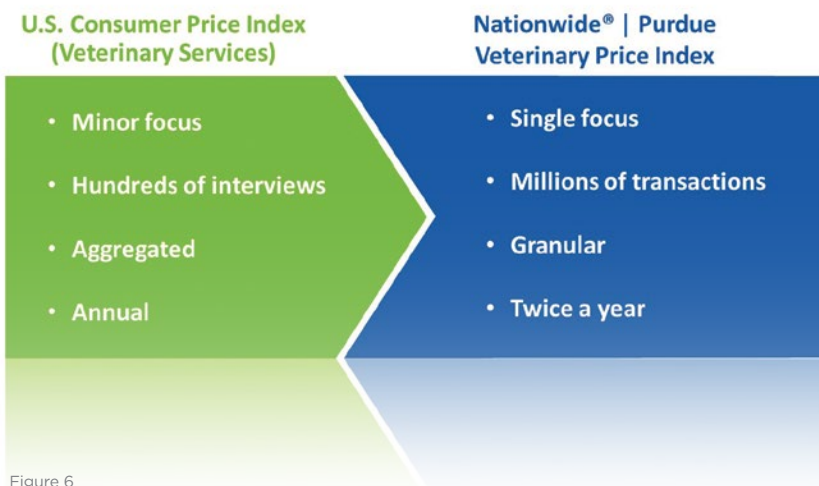 U.S. Consumer Price Index
(Veterinary Services)
• Minor focus
• Hundreds of interviews
• Aggregated
• Annual
Nationwide® | Purdue
Veterinary Price Index
• Single focus
• Millions of transactions
• Granular
• Twice a year
Figure 6